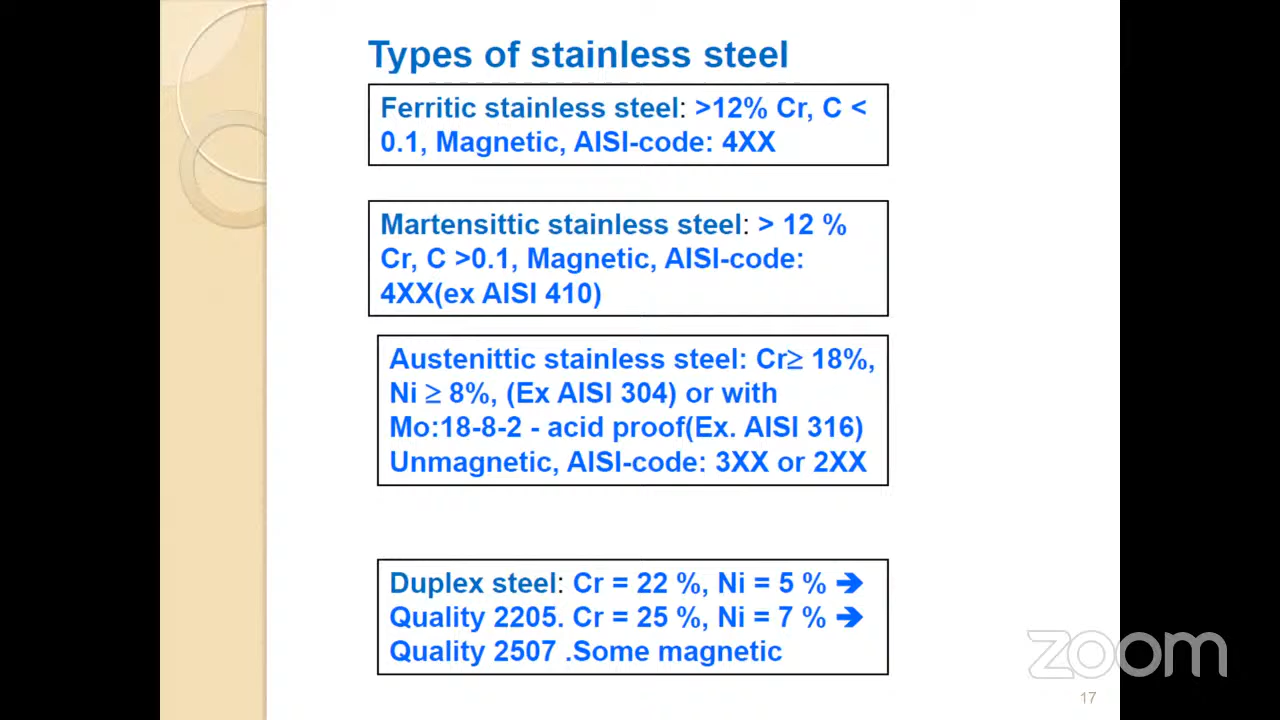 Types of stainless steel
Ferritic stainless steel: >12% Cr, C <
0.1, Magnetic, AISI-code: 4XX
Martensittic stainless steel: > 12 %
Cr, C >0.1, Magnetic, AISI-code:
4XX(ex AISI 410)
Austenittic stainless steel: Cr≥ 18%,
Ni ≥ 8%, (Ex AISI 304) or with
Mo:18-8-2 - acid proof(Ex. AISI 316)
Unmagnetic, AISI-code: 3XX or 2XX
Duplex steel: Cr = 22 %, Ni = 5 % ➔
Quality 2205. Cr = 25 %, Ni = 7 % ➔
Quality 2507 .Some magnetic
zoom
17